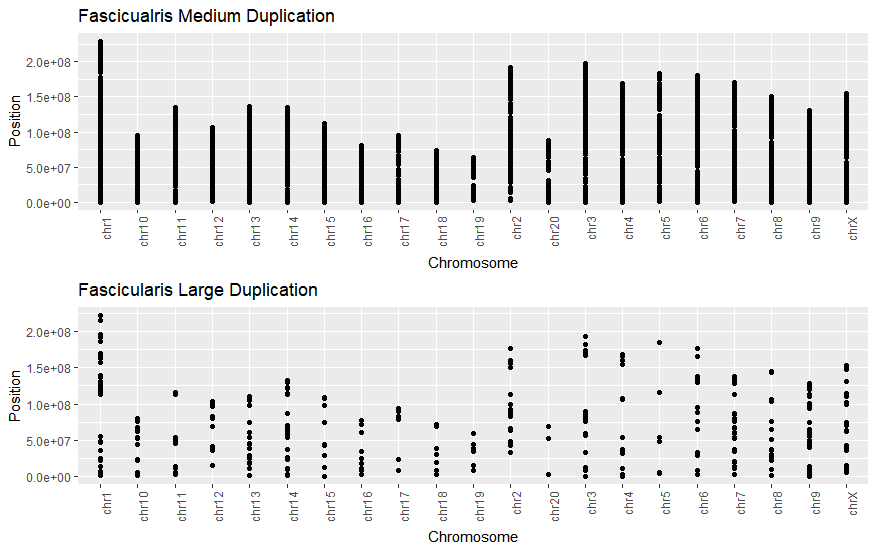 Fascicualris Medium Duplication
2.0e+08
1.5e+08
1.0e+08
5.0e+07
0.0e+00
Position
chr1 chr10 chr11 chr12 chr13 chr14 chr15 chr16 chr17 chr18 chr19 chr2 chr20 chr3 chr4 chr5 chr6 chr7 chr8 chr9 chrX
Chromosome
Fascicularis Large Duplication
2.0e+08
1.5e+08
1.0e+08
5.0e+07
0.0e+00
Position
chr1 chr10 chr11 chr12 chr13 chr14 chr15 chr16 chr17 chr18 chr19 chr2 chr20 chr3 chr4 chr5 chr6 chr7 chr8 chr9 chrX
Chromosome